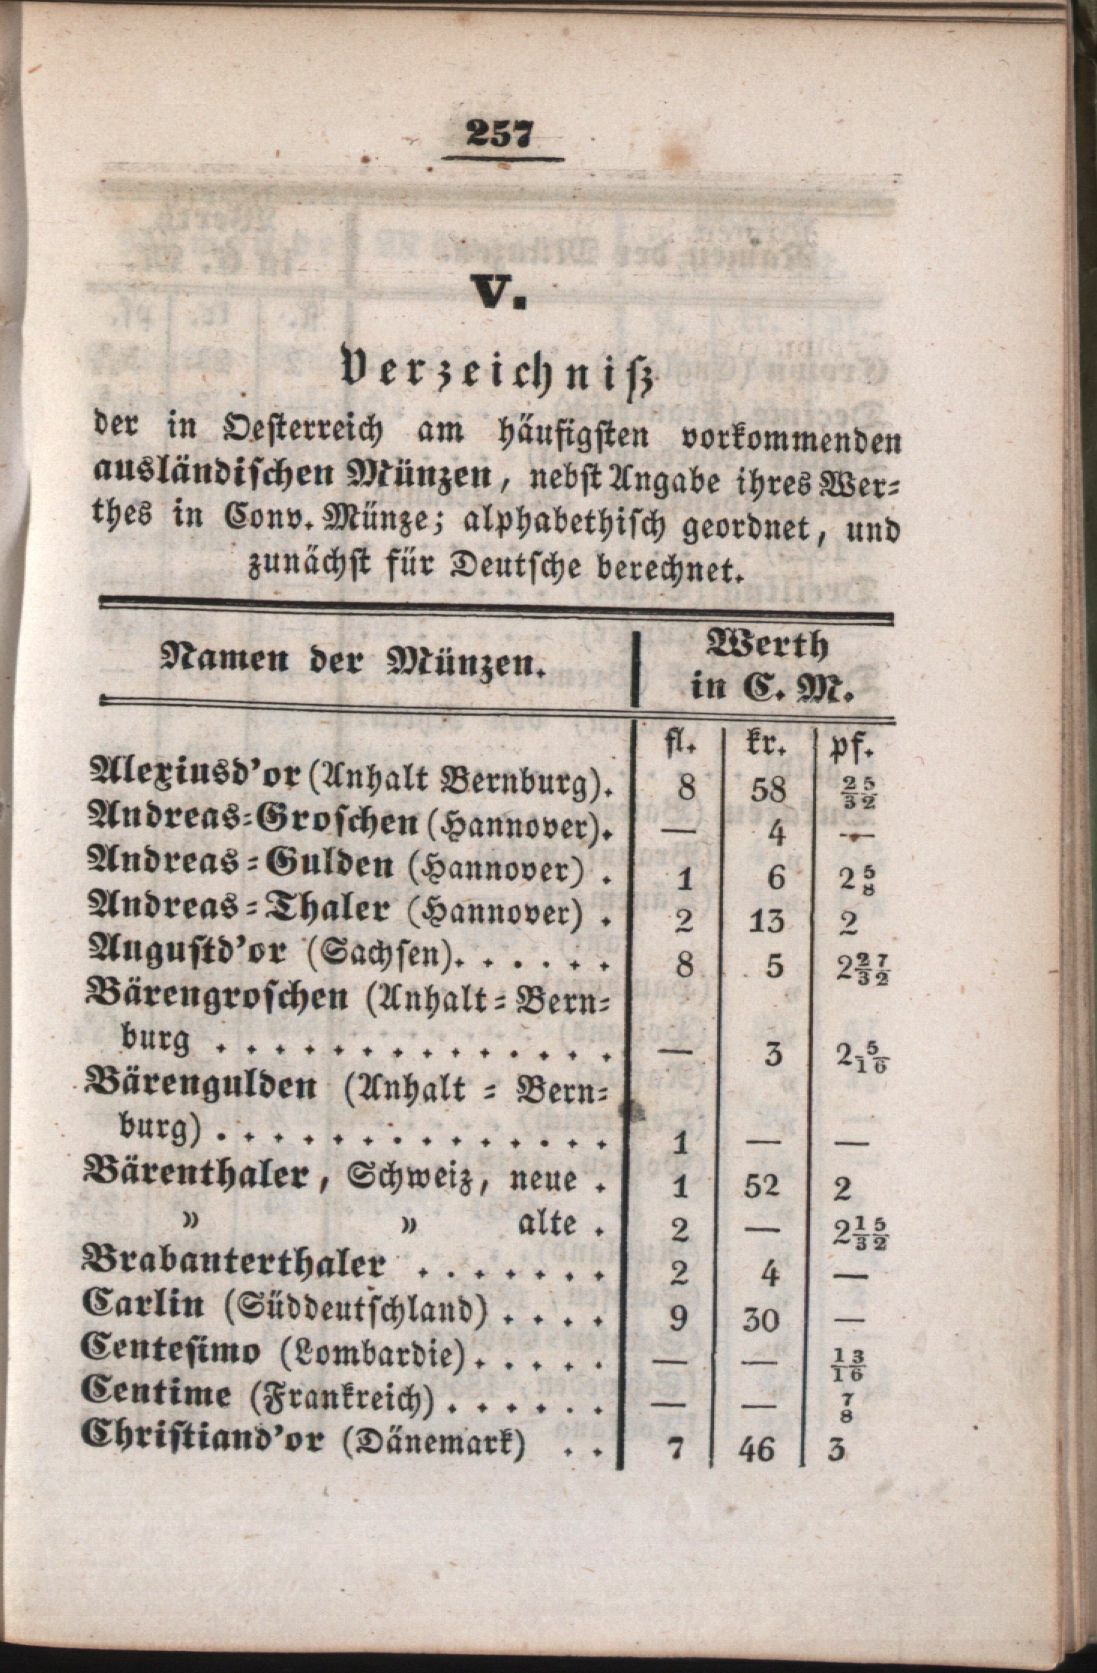 257
V.
Verzeichniß
der in Oesterreich am häufigsten vorkommenden
ausländischen Münzen, nebst Angabe ihres Wer-
thes in Conv. Münze; alphabethisch geordnet, und
zunächst für Deutsche berechnet.
Namen der Münzen. Werth
in C. M.
fl. kr. pf.
Alexiusd'or (Anhalt Bernburg). 8 58 25/32
Andreas-Groschen (Hannover). — 4 —
Andreas-Gulden (Hannover) . 1 6 2 5/8
Andreas-Thaler (Hannover) . 2 13 2
Augustd'or (Sachsen). . . . . . 8 5 2 27/32
Bärengroschen (Anhalt-Bern-
burg . . . . . . . . . . . . . . — 3 2 5/16
Bärengulden (Anhalt-Bern-
burg) . . . . . . . . . . . . . . 1 — —
Bärenthaler, Schweiz, neue . 1 52 2
» » alte . 2 — 2 15/32
Brabanterthaler . . . . . . . 2 4 —
Carlin (Süddeutschland) . . . . 9 30 —
Centesimo (Lombardie) . . . . . — — 13/16
Centime (Frankreich) . . . . . . — — 7/8
Christiand'or (Dänemark) . . 7 46 3